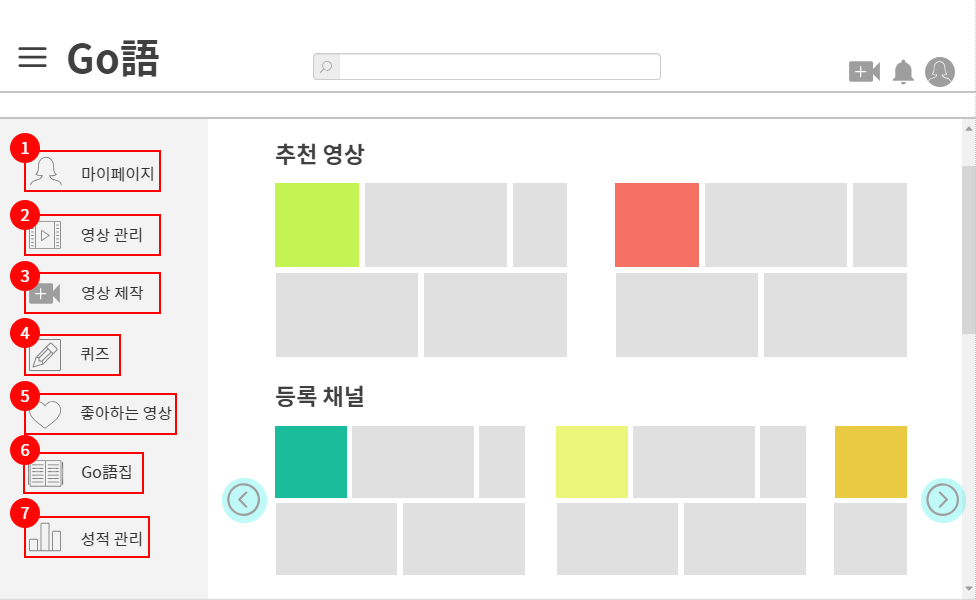 Go語
추천 영상
1
마이페이지
2
영상 관리
3
영상 제작
4
퀴즈
등록 채널
5
좋아하는 영상
6
Go語집
7
성적 관리